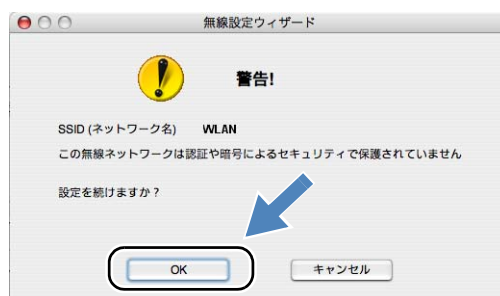 無線設定ウィザード
警告!
SSID (ネットワーク名) WLAN
この無線ネットワークは認証や暗号によるセキュリティで保護されていません
設定を続けますか？
OK キャンセル